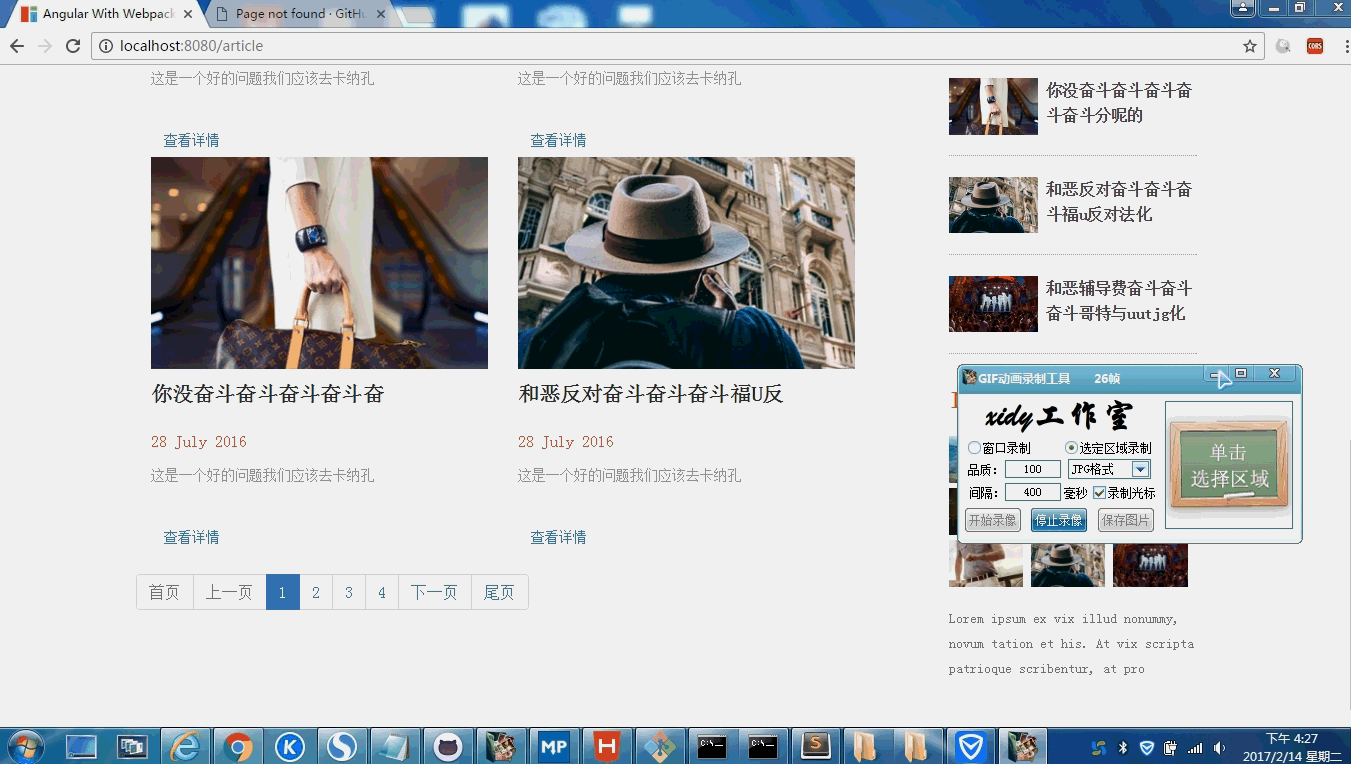 Angular With Webpack
Page not found · GitHu
localhost:8080/article
CORS
这是一个好的问题我们应该去卡纳孔
这是一个好的问题我们应该去卡纳孔
查看详情
查看详情
你没奋斗奋斗奋斗奋斗奋
28 July 2016
这是一个好的问题我们应该去卡纳孔
查看详情
和恶反对奋斗奋斗奋斗福U反
28 July 2016
这是一个好的问题我们应该去卡纳孔
查看详情
首页 上一页 1 2 3 4 下一页 尾页
你没奋斗奋斗奋斗奋
斗奋斗分呢的
和恶反对奋斗奋斗奋
斗福u反对法化
和恶辅导费奋斗奋斗
奋斗哥特与uutjg化
GIF动画录制工具 26帧
xidy工作室
窗口录制 选定区域录制
品质： 100 JPG格式
间隔： 400 毫秒 录制光标
开始录像 停止录像 保存图片
单击
选择区域
Lorem ipsum ex vix illud nonummy,
novum tation et his. At vix scripta
patrioque scribentur, at pro
K
S
MP
H
C:\
C:\
S
下午 4:27
2017/2/14 星期二